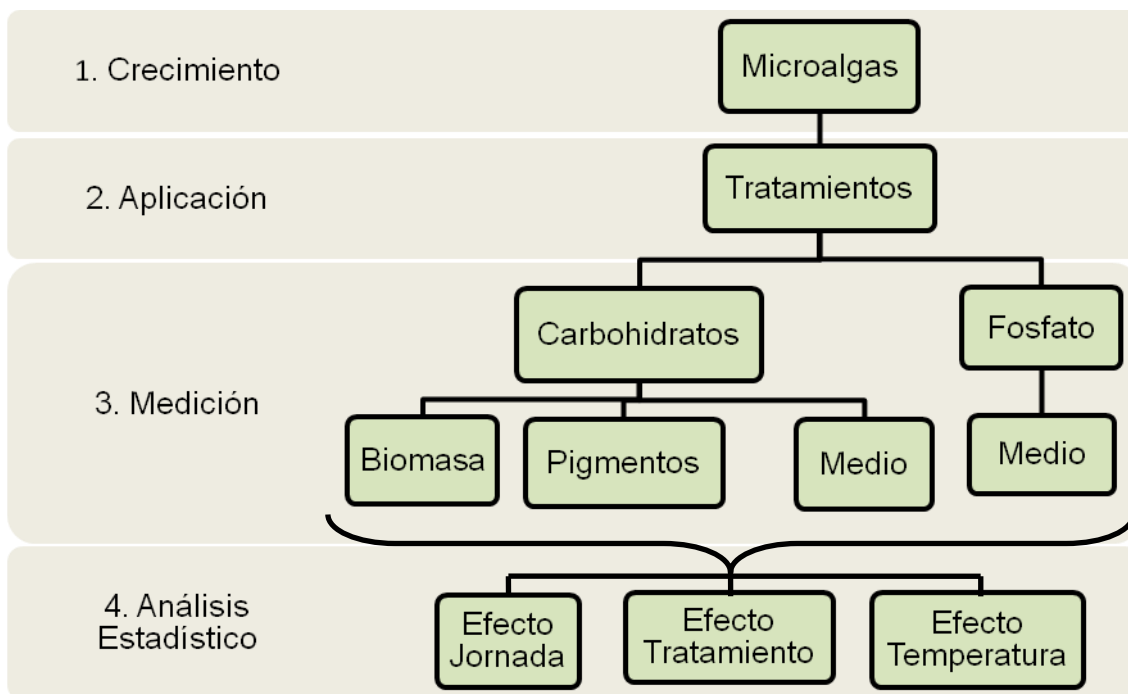 1. Crecimiento
Microalgas
2. Aplicación
Tratamientos
3. Medición
Carbohidratos
Fosfato
Biomasa
Pigmentos
Medio
Medio
4. Análisis
Estadístico
Efecto
Jornada
Efecto
Tratamiento
Efecto
Temperatura